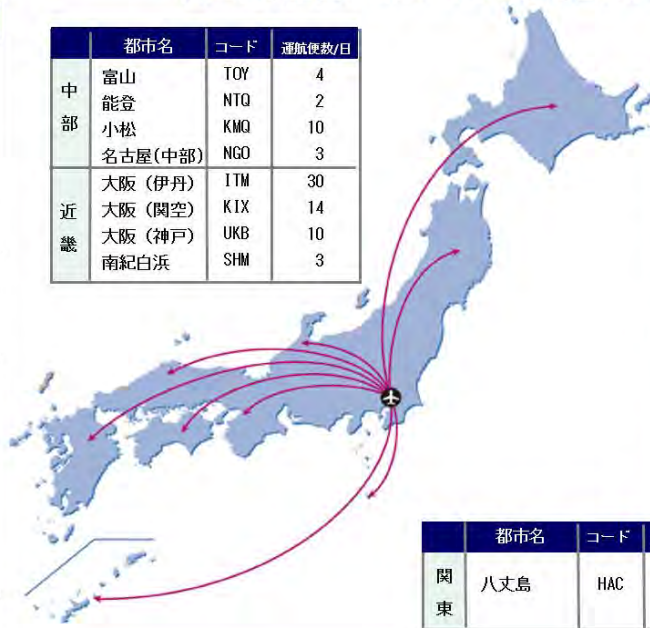 都市名 コード 運航便数/日
中部
富山 TOY 4
能登 NTQ 2
小松 KMQ 10
名古屋(中部) NGO 3
近畿
大阪（伊丹） ITM 30
大阪（関空） KIX 14
大阪（神戸） UKB 10
南紀白浜 SHM 3
都市名 コード
関東
八丈島 HAC